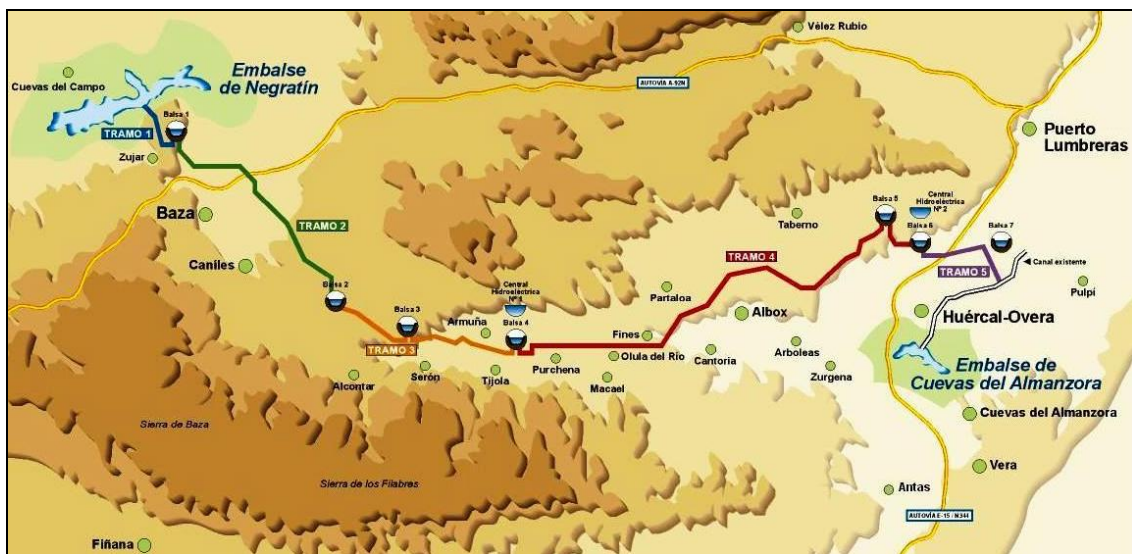 Vélez Rubio
Cuevas del Campo
Embalse
de Negratín
AUTOVÍA A-92N
Balsa 1
TRAMO 1
Zujar
Puerto
Lumbreras
Baza
TRAMO 2
Taberno
Balsa 5
Central
Hidroeléctrica
Nº 2
Balsa 6
Balsa 7
Caniles
TRAMO 4
TRAMO 5
Canal existente
Balsa 2
Central
Hidroeléctrica
Nº 1
Partaloa
Pulpí
Balsa 3
Armuña
Balsa 4
Albox
Huércal-Overa
TRAMO 3
Fines
Olula del Río
Cantoria
Arboleas
Embalse de
Cuevas del Almanzora
Alcontar
Serón
Tíjola
Purchena
Macael
Zurgena
Cuevas del Almanzora
Sierra de Baza
Vera
Sierra de los Filabres
Antas
AUTOVÍA E-15 / N344
Fiñana